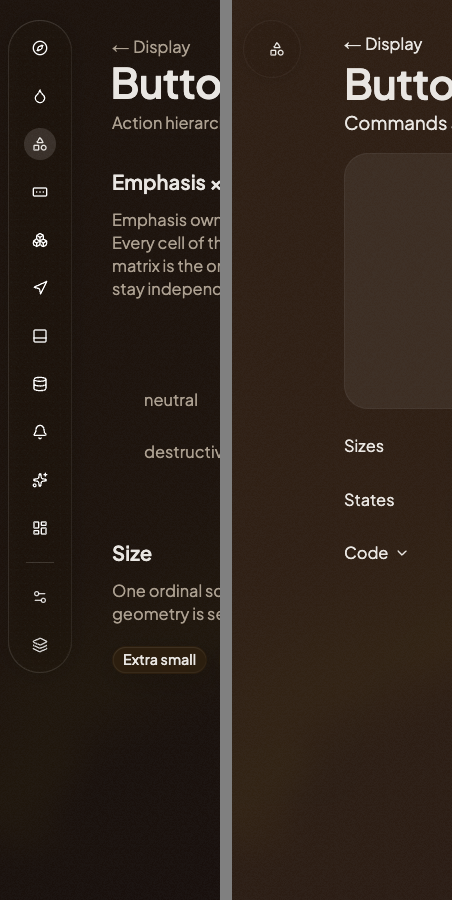 ← Display
Butto
Action hierarc
Emphasis ×
Emphasis own
Every cell of th
matrix is the or
stay independ
neutral
destructiv
Size
One ordinal sc
geometry is se
Extra small
← Display
Butto
Commands
Sizes
States
Code